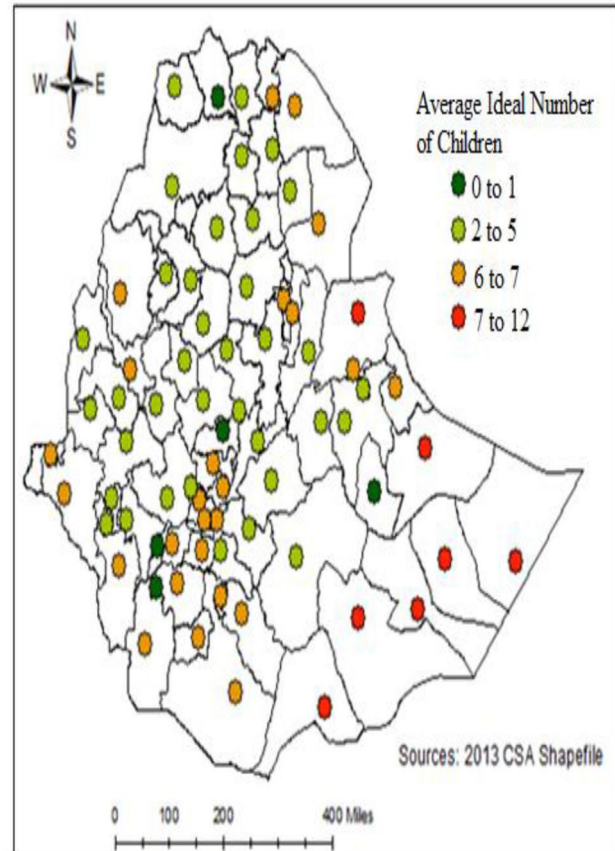 N
W E
S
Average Ideal Number
of Children
0 to 1
2 to 5
6 to 7
7 to 12
Sources: 2013 CSA Shapefile
0 100 200 400 Miles